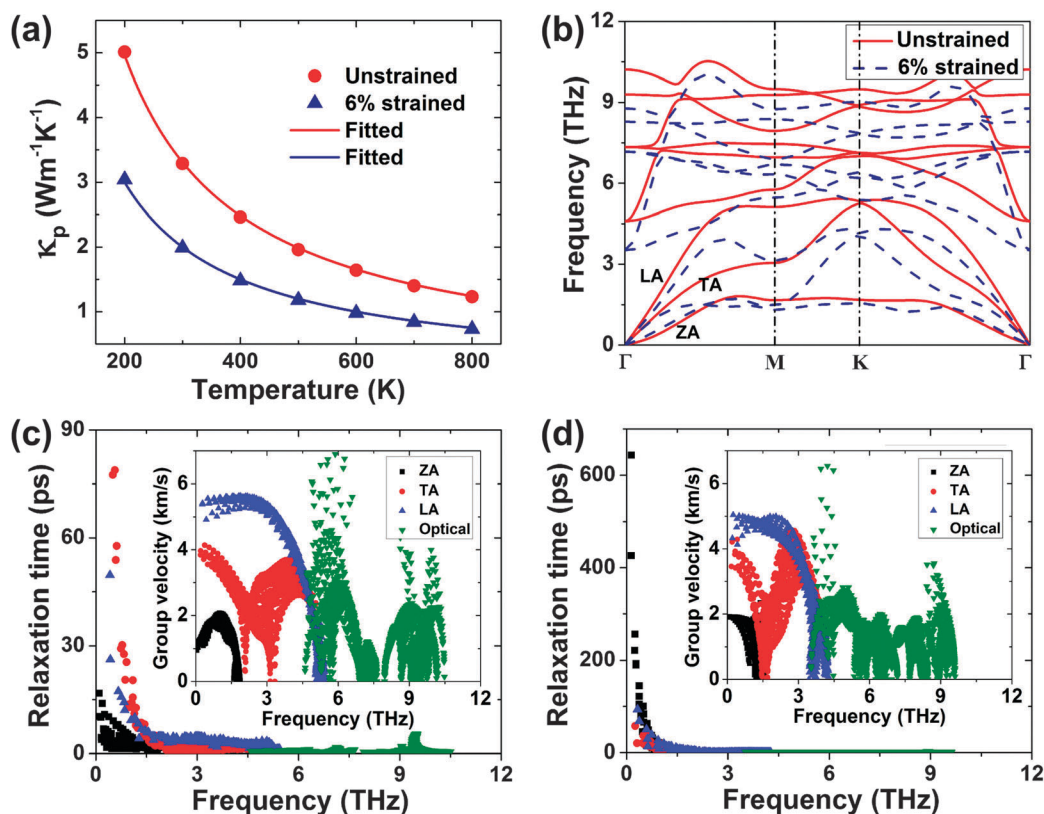 (a)
5
4
3
2
1
200
400
600
800
Κp (Wm⁻¹K⁻¹)
Temperature (K)
Unstrained
6% strained
Fitted
Fitted
(b)
12
9
6
3
0
Frequency (THz)
Unstrained
6% strained
LA
TA
ZA
Γ
M
K
Γ
(c)
90
60
30
0
0
3
6
9
12
Relaxation time (ps)
Frequency (THz)
6
4
2
0
0
3
6
9
12
Group velocity (km/s)
Frequency (THz)
ZA
TA
LA
Optical
(d)
600
400
200
0
0
3
6
9
12
Relaxation time (ps)
Frequency (THz)
6
4
2
0
0
3
6
9
12
Group velocity (km/s)
Frequency (THz)
ZA
TA
LA
Optical